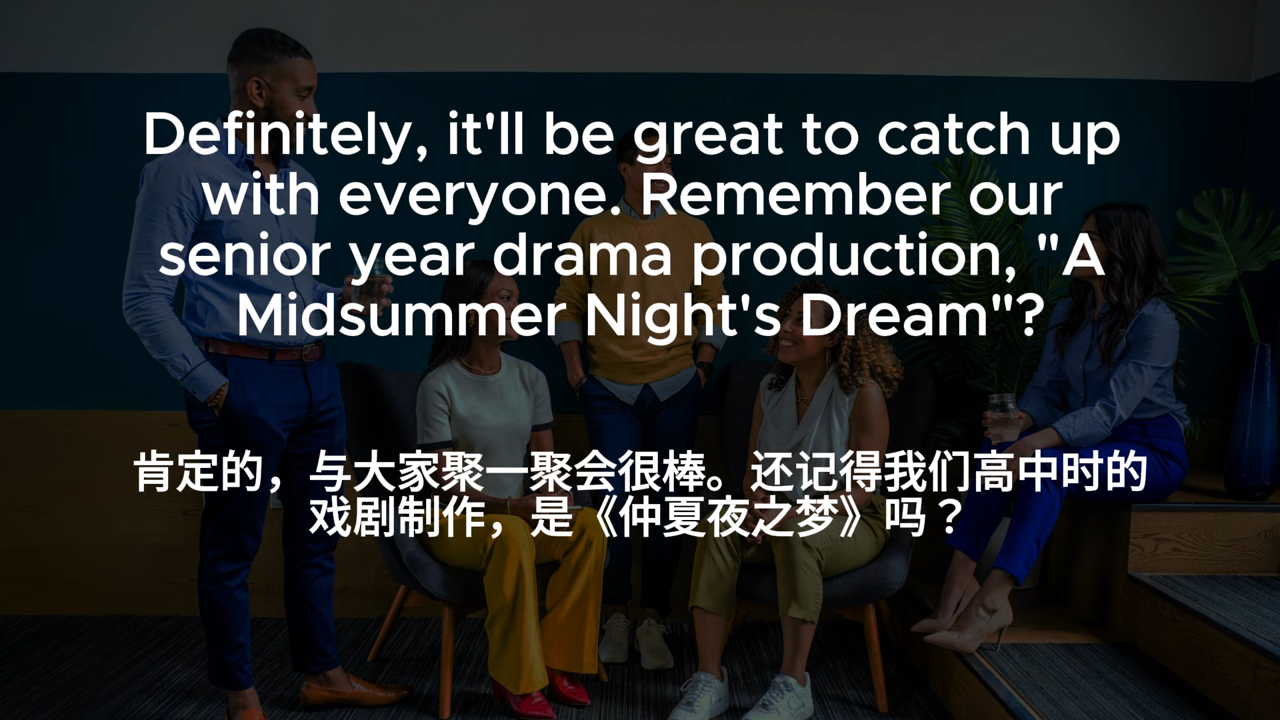 Definitely, it'll be great to catch up
with everyone. Remember our
senior year drama production, "A
Midsummer Night's Dream"?
肯定的，与大家聚一聚会很棒。还记得我们高中时的
戏剧制作，是《仲夏夜之梦》吗？